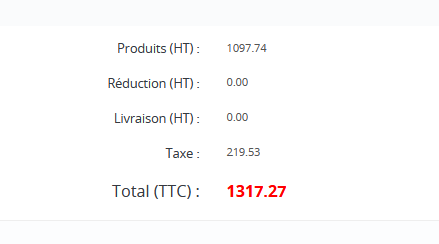 Produits (HT) : 1097.74
Réduction (HT) : 0.00
Livraison (HT) : 0.00
Taxe : 219.53
Total (TTC) : 1317.27